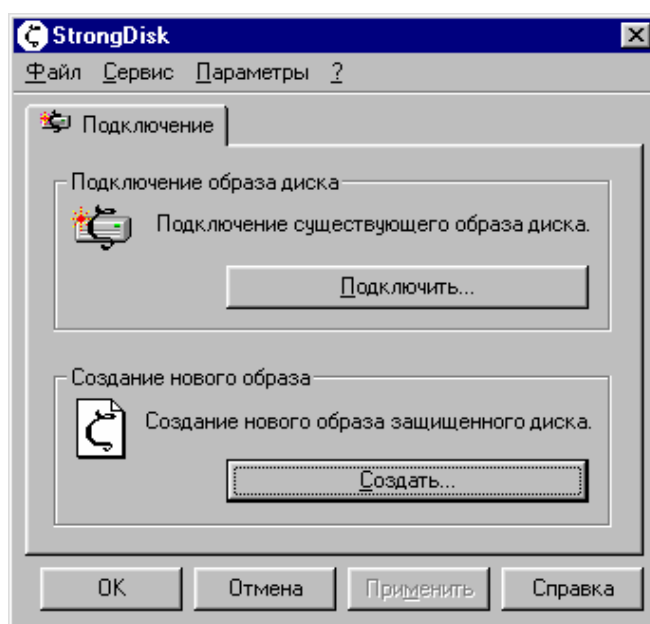 StrongDisk
Файл Сервис Параметры ?
Подключение
Подключение образа диска
Подключение существующего образа диска.
Подключить...
Создание нового образа
Создание нового образа защищенного диска.
Создать...
OK Отмена Применить Справка